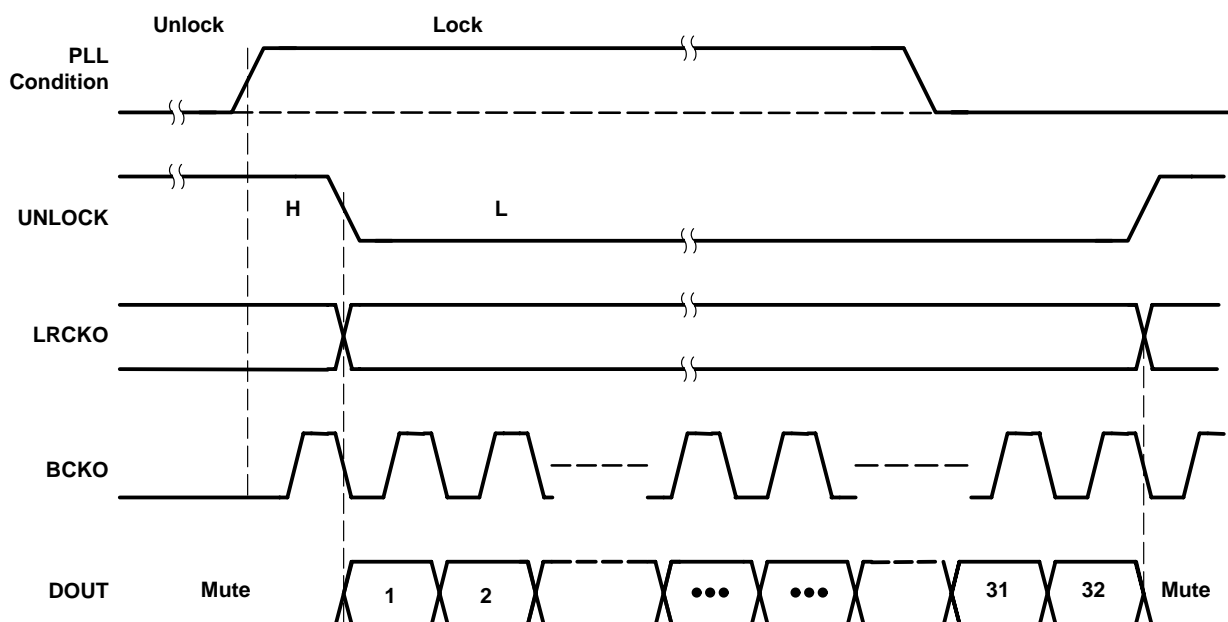 Unlock Lock
PLL
Condition
UNLOCK H L
LRCKO
BCKO
DOUT Mute 1 2 ●●● ●●● 31 32 Mute